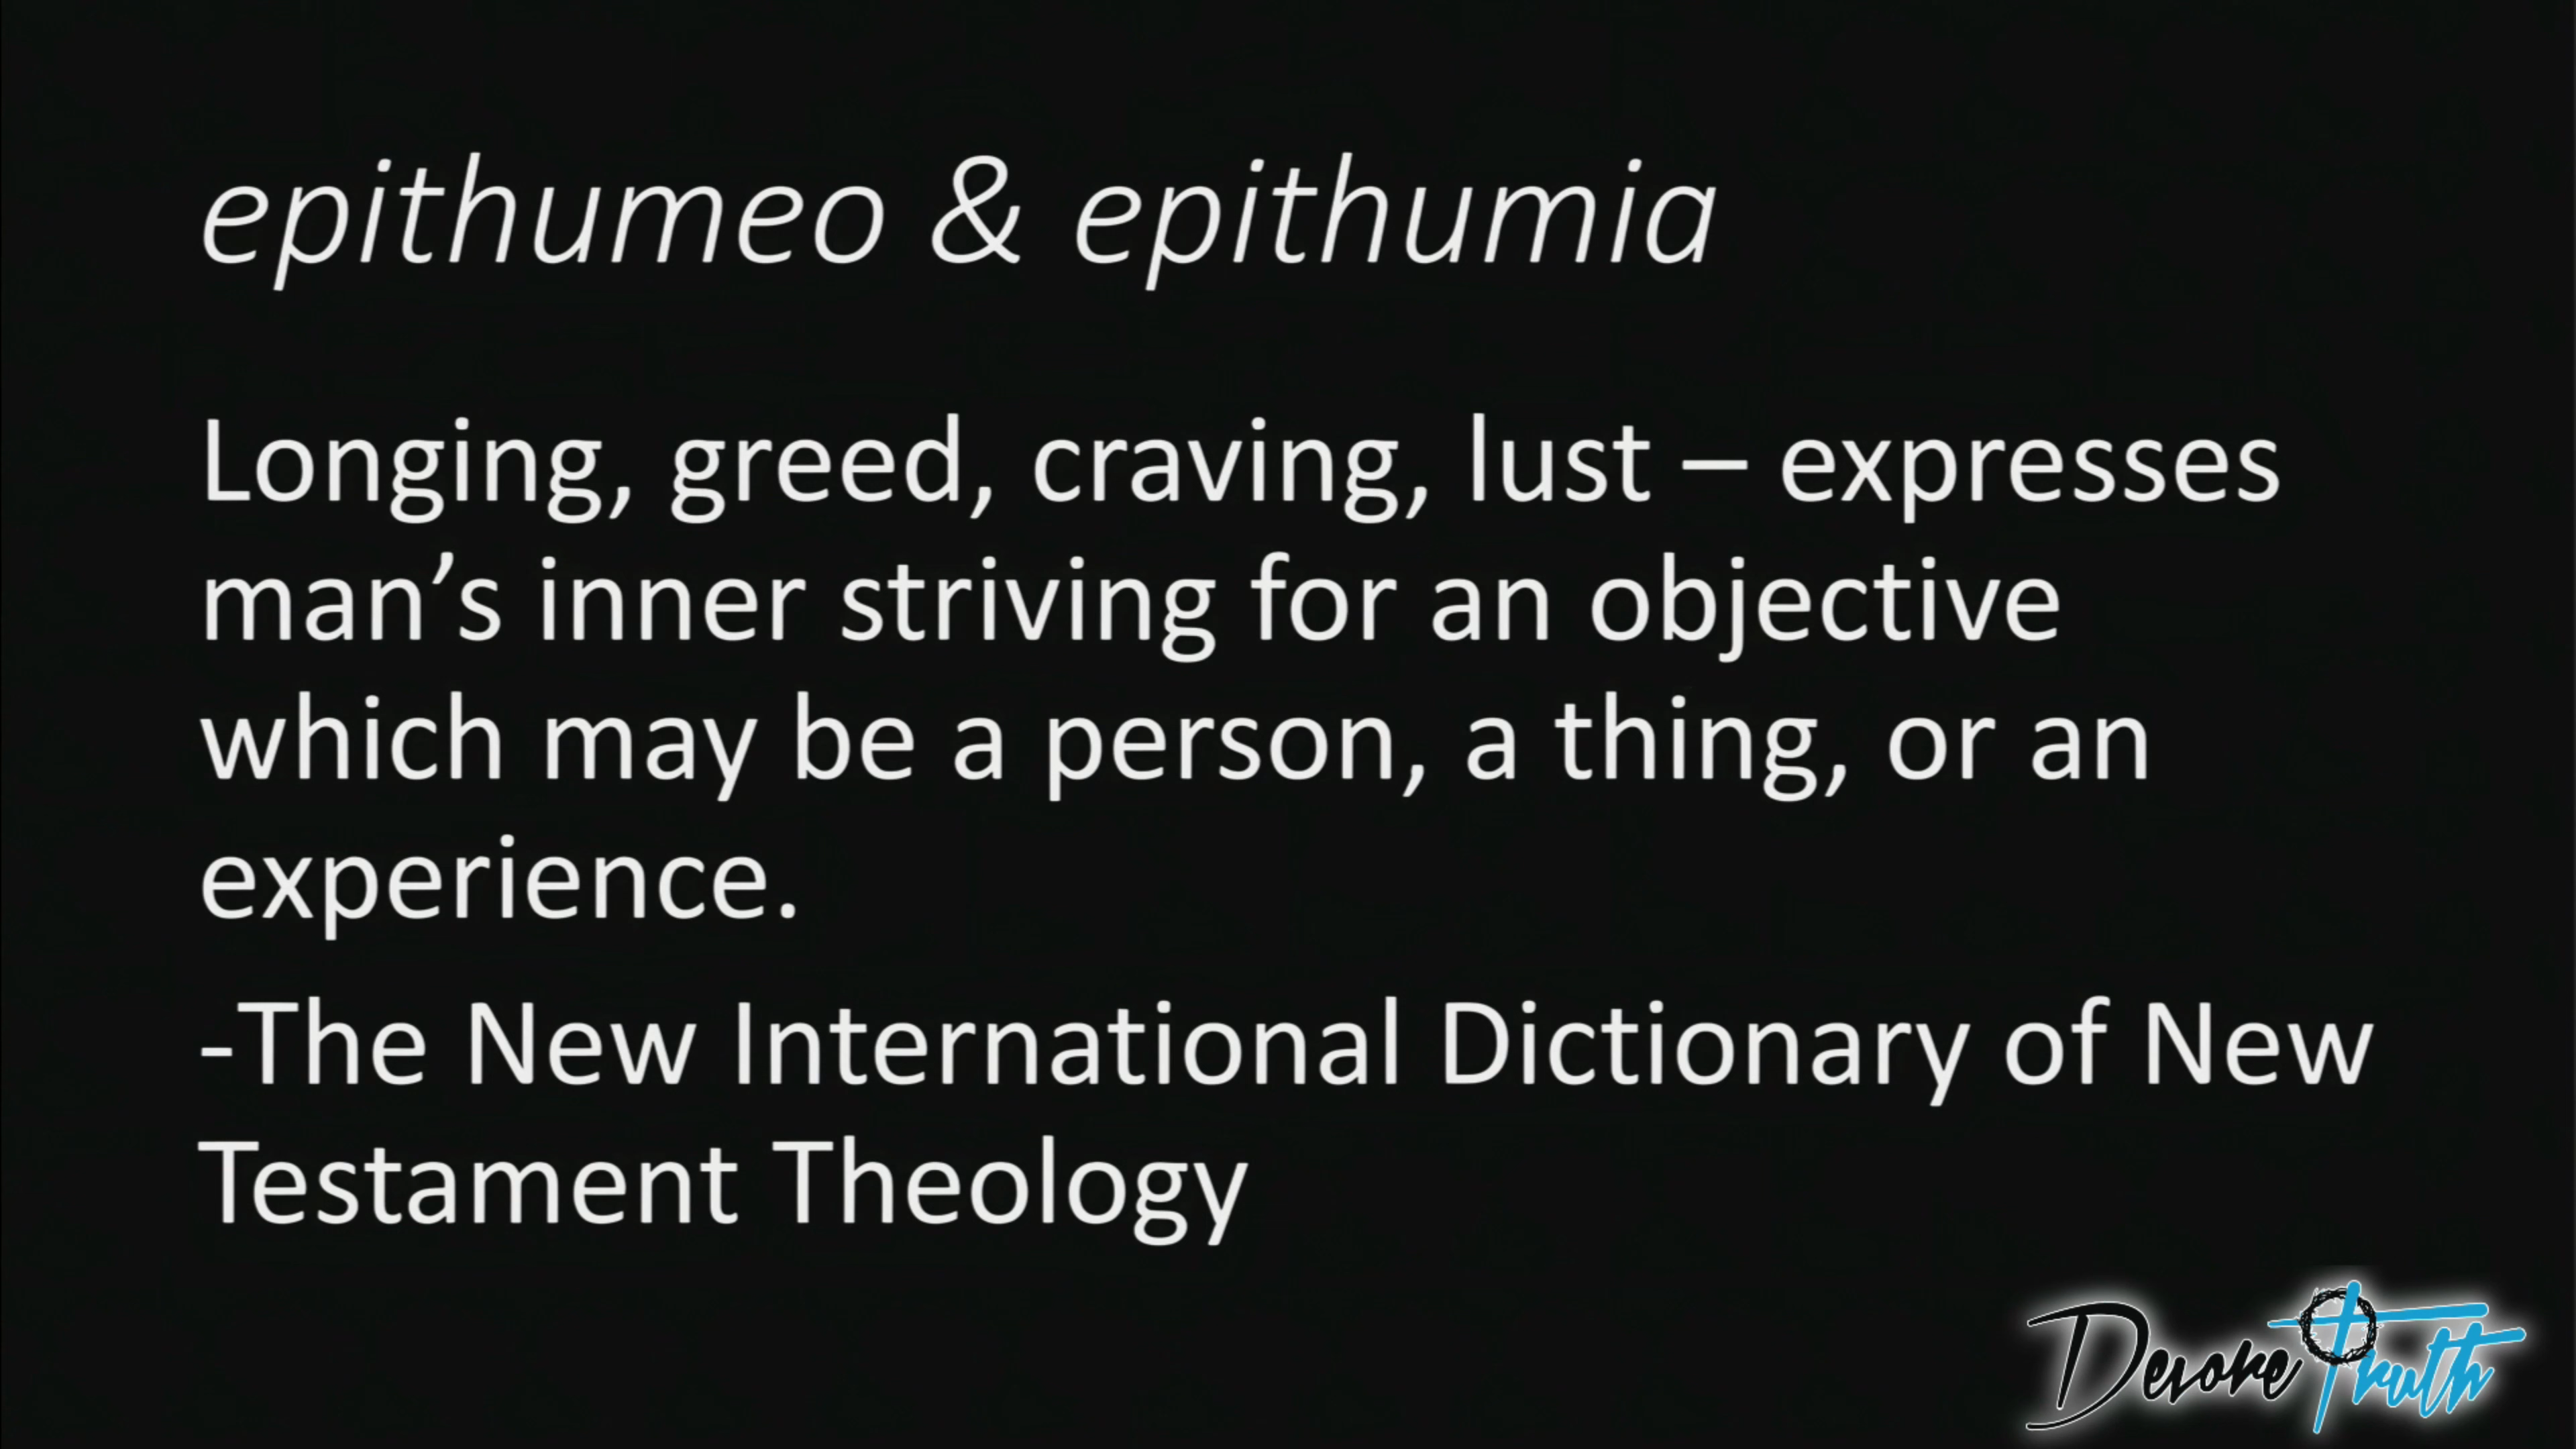 epithumeo & epithumia
Longing, greed, craving, lust – expresses
man’s inner striving for an objective
which may be a person, a thing, or an
experience.
-The New International Dictionary of New
Testament Theology
Devore Truth